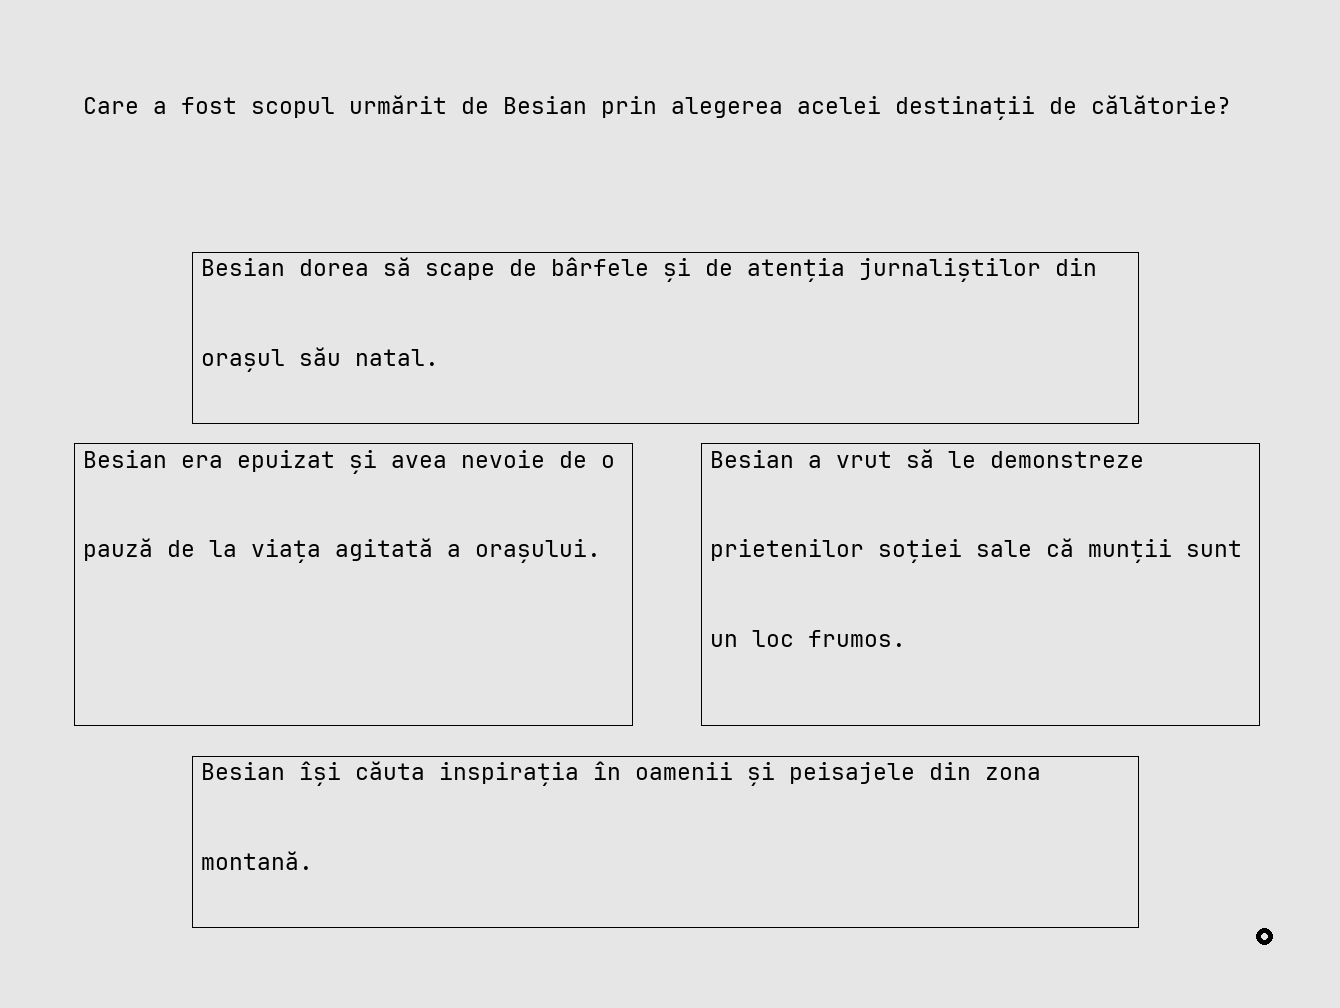 Care a fost scopul urmărit de Besian prin alegerea acelei destinații de călătorie?
Besian dorea să scape de bârfele și de atenția jurnaliștilor din
orașul său natal.
Besian era epuizat și avea nevoie de o
pauză de la viața agitată a orașului.
Besian a vrut să le demonstreze
prietenilor soției sale că munții sunt
un loc frumos.
Besian își căuta inspirația în oamenii și peisajele din zona
montană.